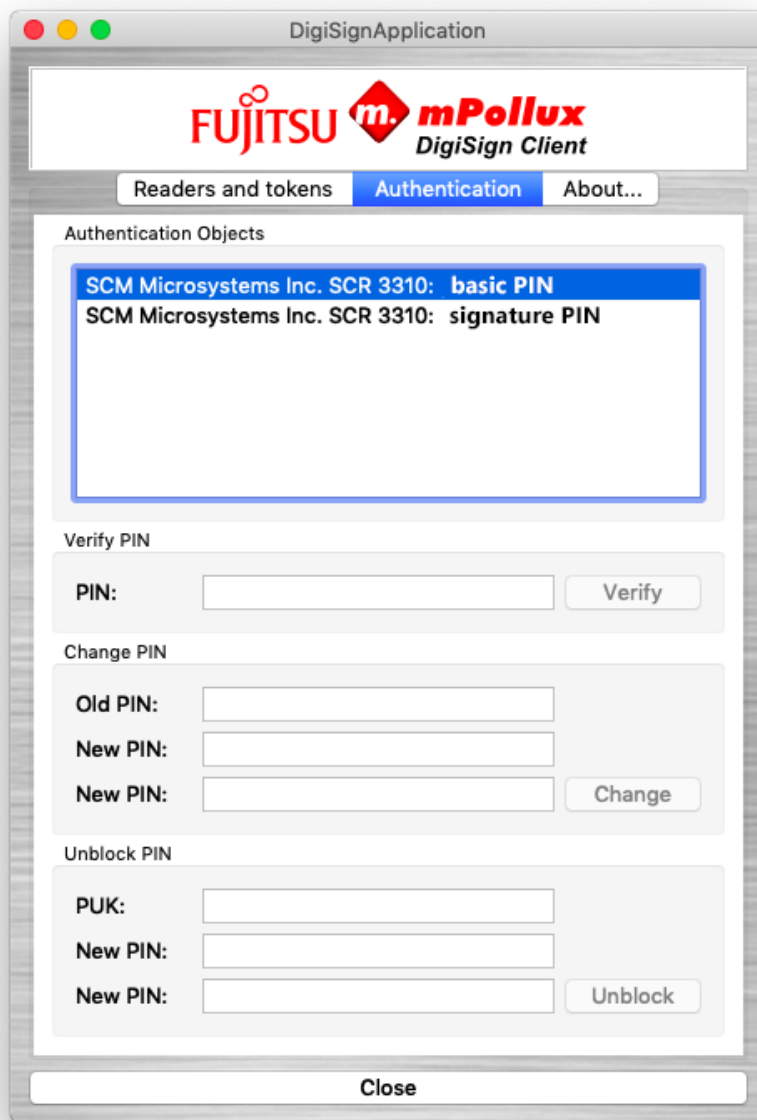 DigiSignApplication
FUJITSU m. mPollux
DigiSign Client
Readers and tokens Authentication About...
Authentication Objects
SCM Microsystems Inc. SCR 3310: basic PIN
SCM Microsystems Inc. SCR 3310: signature PIN
Verify PIN
PIN: Verify
Change PIN
Old PIN:
New PIN:
New PIN: Change
Unblock PIN
PUK:
New PIN:
New PIN: Unblock
Close